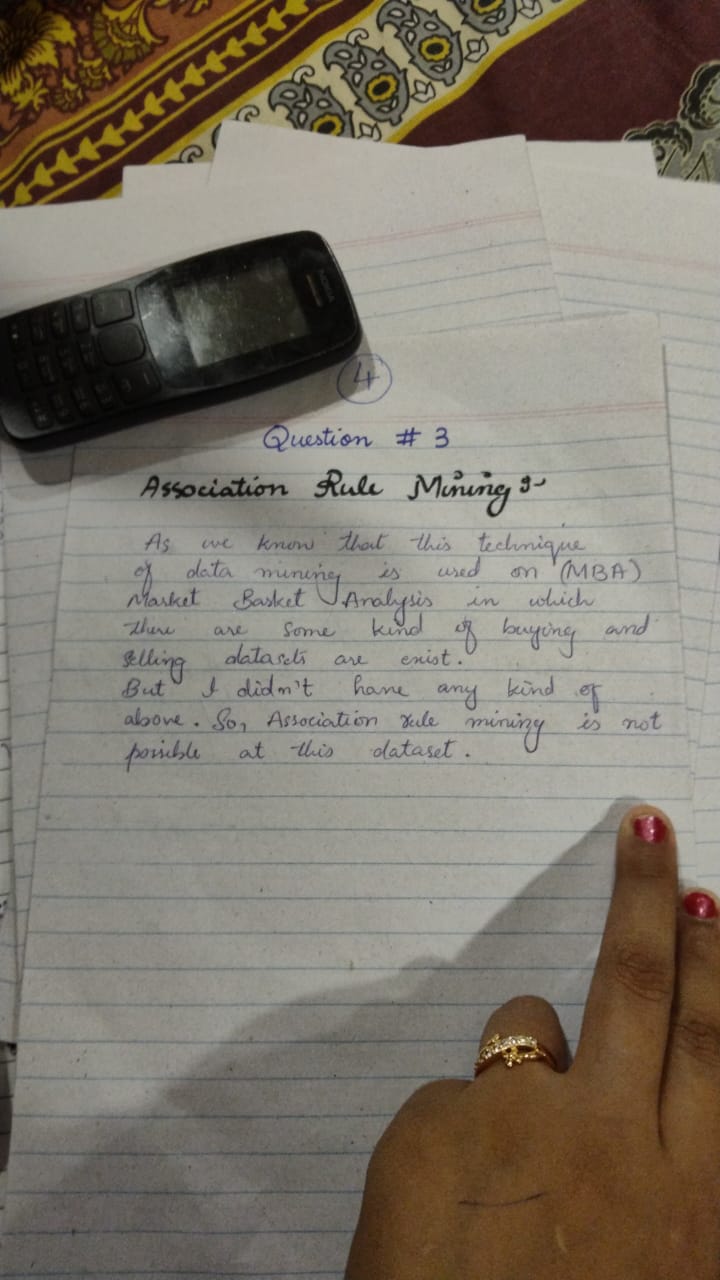 NOKIA
4
Question # 3
Association Rule Mining :-
As we know that this technique
of data mining is used on (MBA)
Market Basket Analysis in which
there are some kind of buying and
selling datasets are exist.
But I didn't have any kind of
above. So, Association rule mining is not
possible at this dataset.